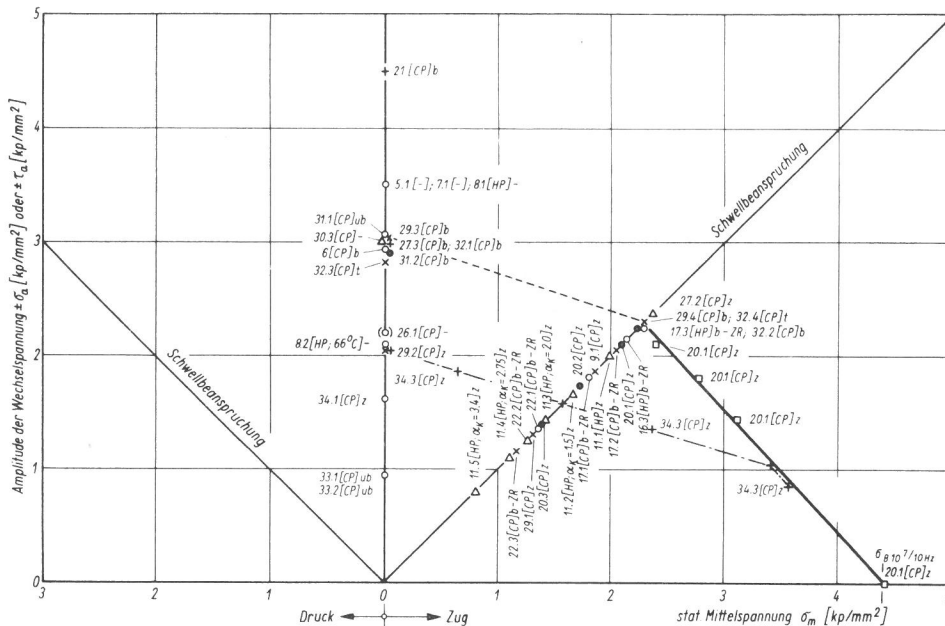 Amplitude der Wechselspannung ± σa [kp/mm²] oder ± τa [kp/mm²]
5
4
3
2
1
0
21 [CP]b
5.1 [-]; 7.1 [-]; 8.1 [HP]-
31.1 [CP]ub
30.3 [CP]-
6 [CP]b
32.3 [CP]t
29.3 [CP]b
27.3 [CP]b; 32.1 [CP]b
31.2 [CP]b
26.1 [CP]-
8.2 [HP; 66°C]-
29.2 [CP]z
34.3 [CP]z
34.1 [CP]z
33.1 [CP]ub
33.2 [CP]ub
Schwellbeanspruchung
Schwellbeanspruchung
11.5 [HP, αK = 3.4]z
11.4 [HP, αK = 2.75]z
22.2 [CP]b-ZR
22.1 [CP]b-ZR
11.3 [HP, αK = 2.0]z
20.2 [CP]z
9.1 [CP]z
22.3 [CP]b-ZR
29.1 [CP]z
20.3 [CP]z
11.2 [HP, αK = 1.5]z
17.1 [CP]b-ZR
11.1 [HP]z
17.2 [CP]b-ZR
20.1 [CP]z
16.3 [HP]b-ZR
27.2 [CP]z
29.4 [CP]b; 32.4 [CP]t
17.3 [HP]b-ZR; 32.2 [CP]b
20.1 [CP]z
20.1 [CP]z
20.1 [CP]z
34.3 [CP]z
34.3 [CP]z
σB 10⁷/10Hz
20.1 [CP]z
3
2
1
0
1
2
3
4
Druck
Zug
stat. Mittelspannung σm [kp/mm²]